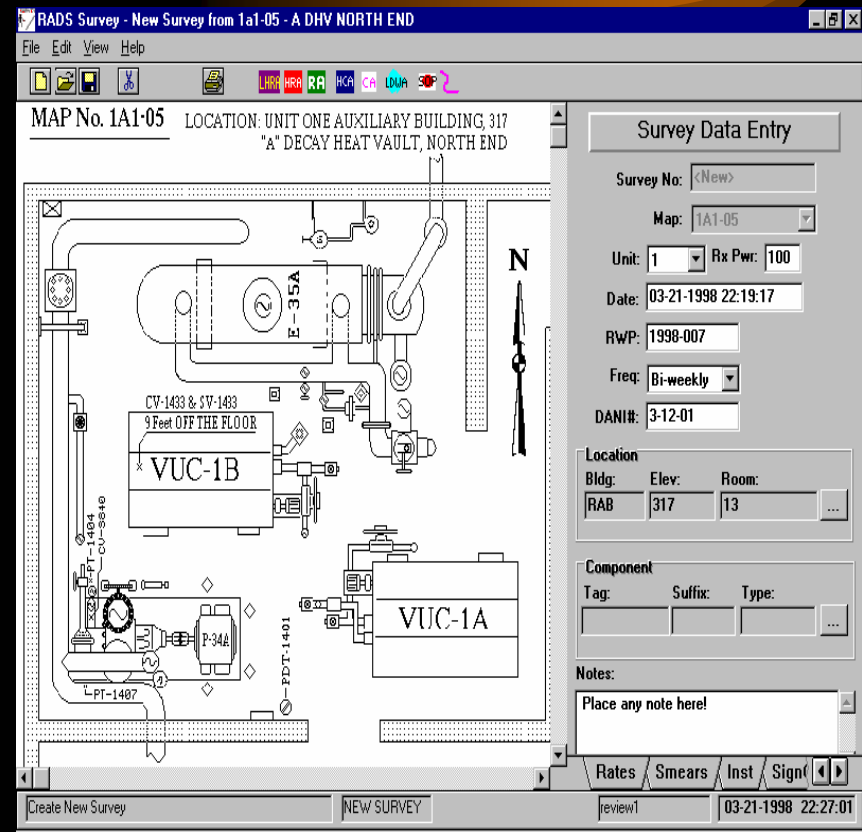 RADS Survey - New Survey from 1a1-05 - A DHV NORTH END
File Edit View Help
LHRA HRA RA HCA CA LDWA STOP
MAP No. 1A1-05 LOCATION: UNIT ONE AUXILIARY BUILDING, 317
"A" DECAY HEAT VAULT, NORTH END
N
E-35A
CV-1433 & SV-1433
9 Feet OFF THE FLOOR
VUC-1B
PT-1404
CV-3840
P-34A
PT-1407
PDT-1401
VUC-1A
Survey Data Entry
Survey No: <New>
Map: 1A1-05
Unit: 1 Rx Pwr: 100
Date: 03-21-1998 22:19:17
RWP: 1998-007
Freq: Bi-weekly
DANI#: 3-12-01
Location
Bldg: Elev: Room:
RAB 317 13 ...
Component
Tag: Suffix: Type:
...
Notes:
Place any note here!
Rates Smears Inst Sign
Create New Survey NEW SURVEY review1 03-21-1998 22:27:01